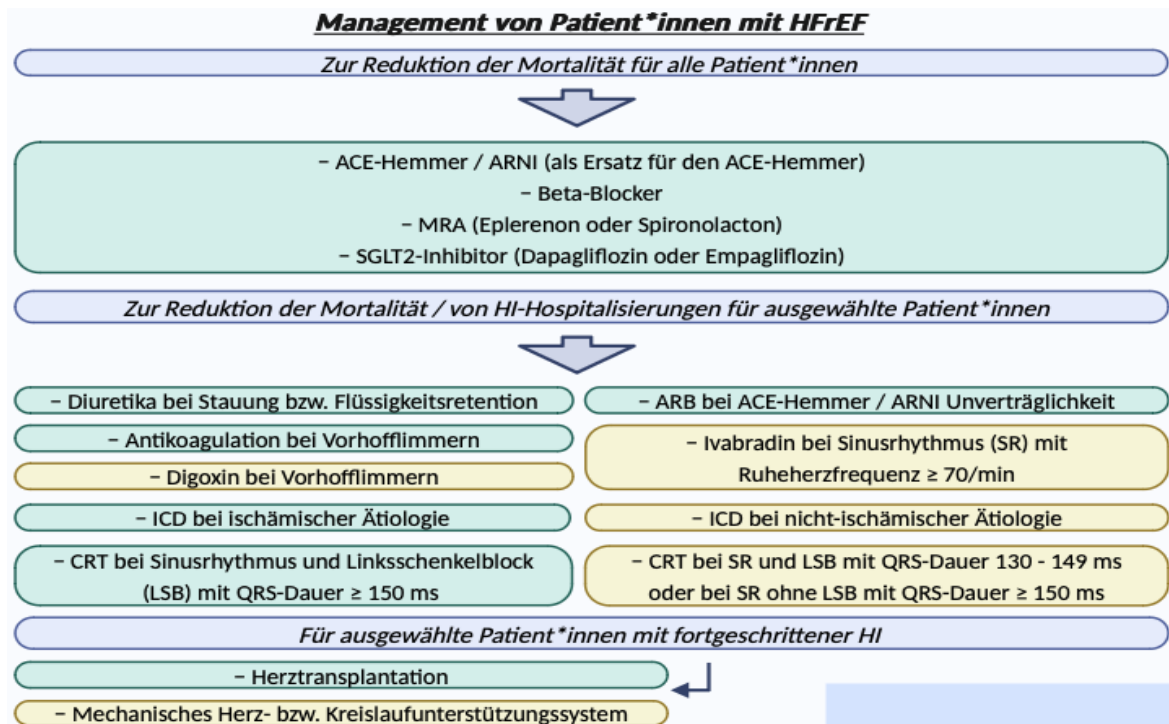 Management von Patient*innen mit HFrEF
Zur Reduktion der Mortalität für alle Patient*innen
– ACE-Hemmer / ARNI (als Ersatz für den ACE-Hemmer)
– Beta-Blocker
– MRA (Eplerenon oder Spironolacton)
– SGLT2-Inhibitor (Dapagliflozin oder Empagliflozin)
Zur Reduktion der Mortalität / von HI-Hospitalisierungen für ausgewählte Patient*innen
– Diuretika bei Stauung bzw. Flüssigkeitsretention
– Antikoagulation bei Vorhofflimmern
– Digoxin bei Vorhofflimmern
– ICD bei ischämischer Ätiologie
– CRT bei Sinusrhythmus und Linksschenkelblock
(LSB) mit QRS-Dauer ≥ 150 ms
– ARB bei ACE-Hemmer / ARNI Unverträglichkeit
– Ivabradin bei Sinusrhythmus (SR) mit
Ruheherzfrequenz ≥ 70/min
– ICD bei nicht-ischämischer Ätiologie
– CRT bei SR und LSB mit QRS-Dauer 130 - 149 ms
oder bei SR ohne LSB mit QRS-Dauer ≥ 150 ms
Für ausgewählte Patient*innen mit fortgeschrittener HI
– Herztransplantation
– Mechanisches Herz- bzw. Kreislaufunterstützungssystem